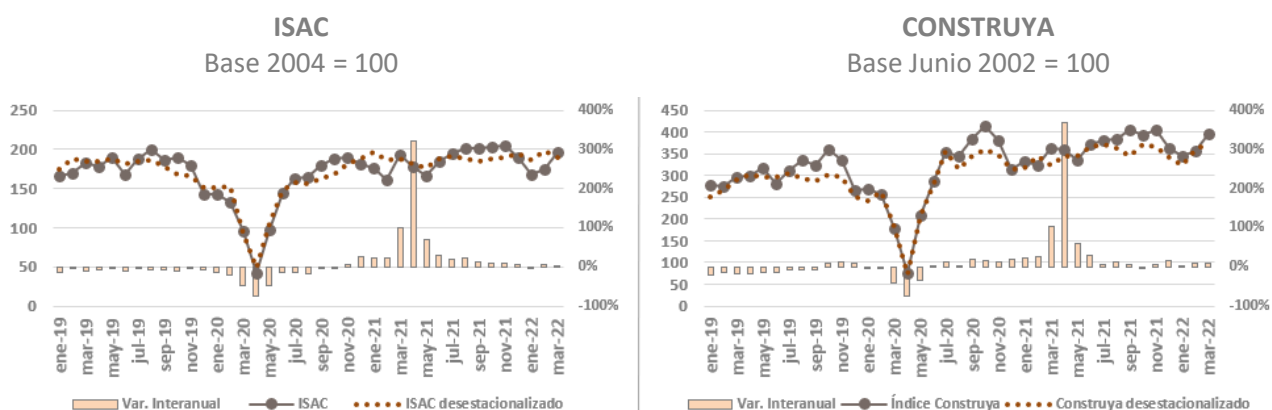 ISAC
Base 2004 = 100
250
200
150
100
50
0
400%
300%
200%
100%
0%
-100%
ene-19
mar-19
may-19
jul-19
sep-19
nov-19
ene-20
mar-20
may-20
jul-20
sep-20
nov-20
ene-21
mar-21
may-21
jul-21
sep-21
nov-21
ene-22
mar-22
Var. Interanual
ISAC
ISAC desestacionalizado
CONSTRUYA
Base Junio 2002 = 100
450
400
350
300
250
200
150
100
50
0
400%
300%
200%
100%
0%
-100%
ene-19
mar-19
may-19
jul-19
sep-19
nov-19
ene-20
mar-20
may-20
jul-20
sep-20
nov-20
ene-21
mar-21
may-21
jul-21
sep-21
nov-21
ene-22
mar-22
Var. Interanual
Índice Construya
Construya desestacionalizado